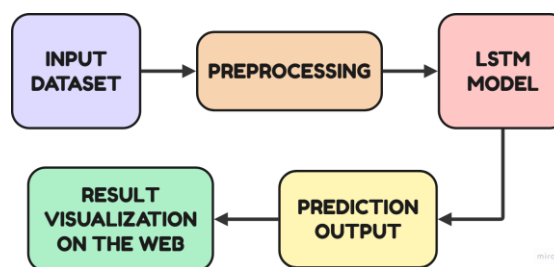 INPUT
DATASET
PREPROCESSING
LSTM
MODEL
PREDICTION
OUTPUT
RESULT
VISUALIZATION
ON THE WEB